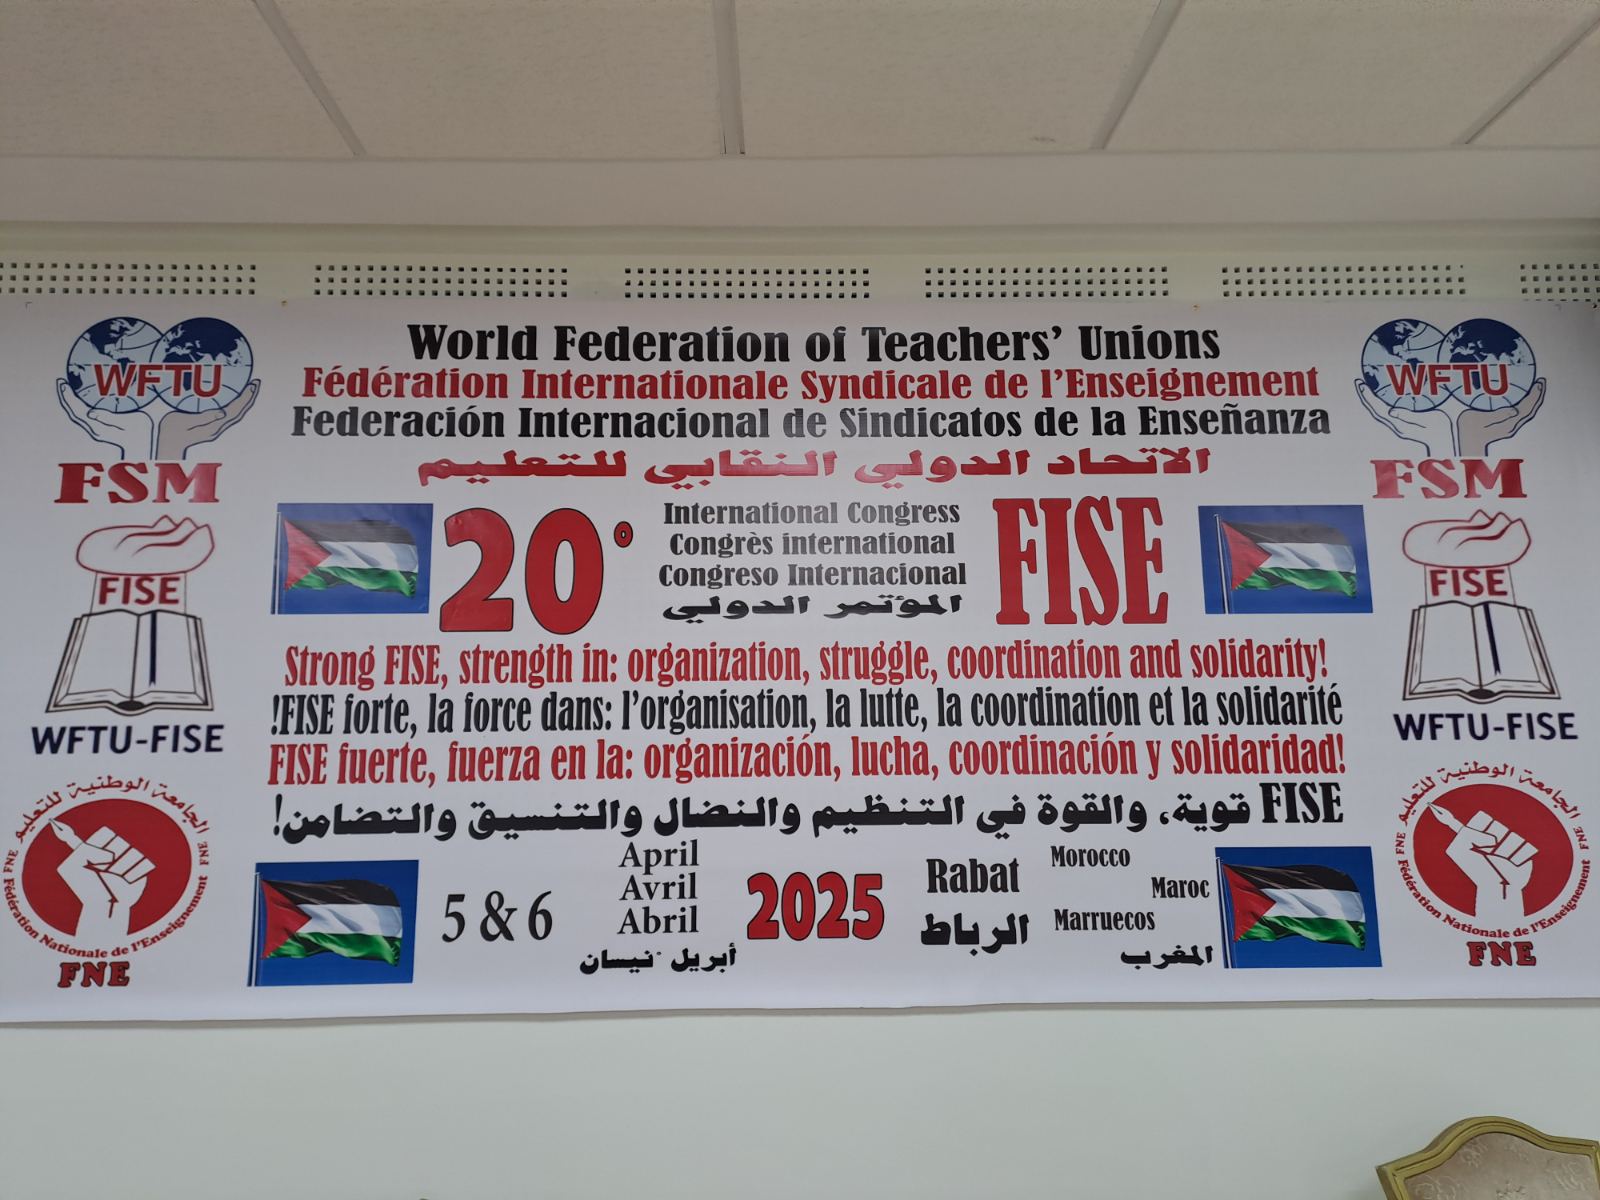 World Federation of Teachers' Unions
Fédération Internationale Syndicale de l'Enseignement
Federación Internacional de Sindicatos de la Enseñanza
الاتحاد الدولي النقابي للتعليم
WFTU
FSM
FISE
WFTU-FISE
الجامعة الوطنية للتعليم
FNE Fédération Nationale de l'Enseignement FNE
FNE
20°
International Congress
Congrès international
Congreso Internacional
المؤتمر الدولي
FISE
Strong FISE, strength in: organization, struggle, coordination and solidarity!
!FISE forte, la force dans: l'organisation, la lutte, la coordination et la solidarité
FISE fuerte, fuerza en la: organización, lucha, coordinación y solidaridad!
FISE قوية، والقوة في التنظيم والنضال والتنسيق والتضامن!
5 & 6
April
Avril
Abril
أبريل - نيسان
2025
Rabat
الرباط
Morocco
Maroc
Marruecos
المغرب
WFTU
FSM
FISE
WFTU-FISE
الجامعة الوطنية للتعليم
FNE Fédération Nationale de l'Enseignement FNE
FNE